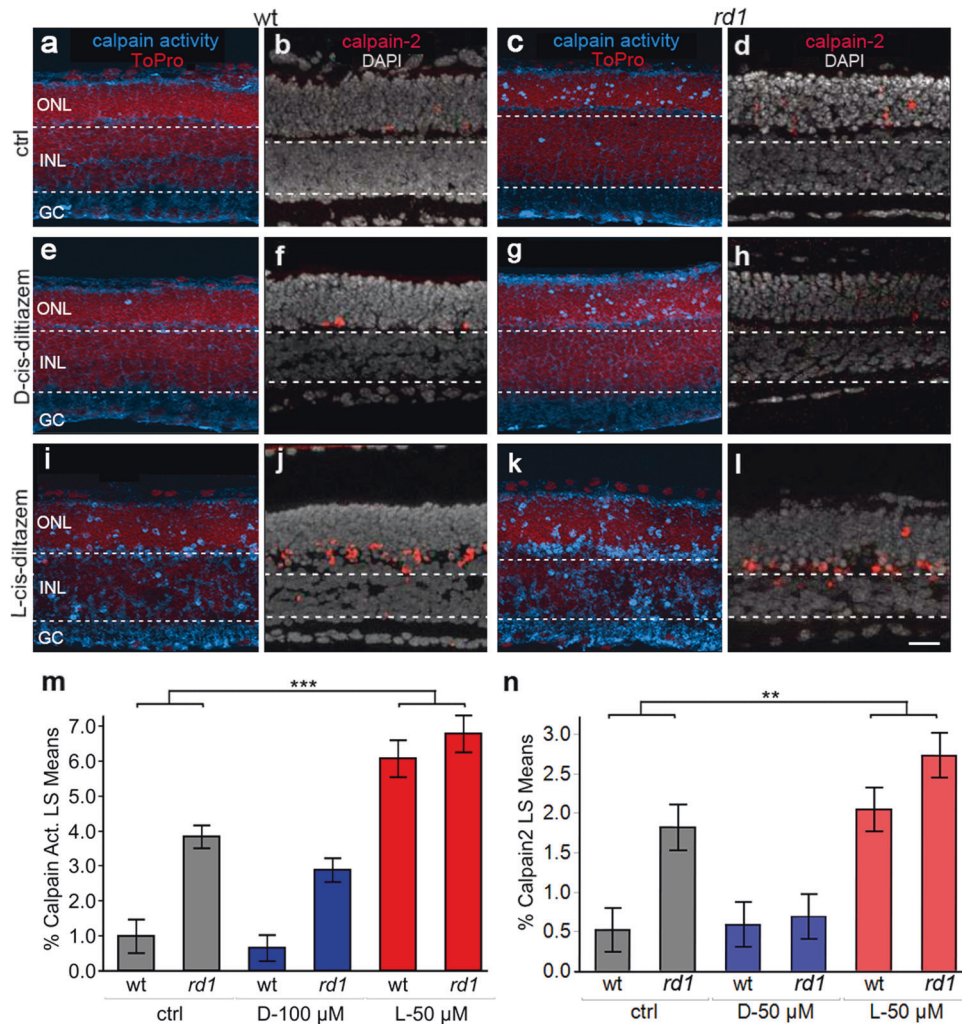 wt rd1
a calpain activity ToPro
b calpain-2 DAPI
c calpain activity ToPro
d calpain-2 DAPI
ctrl
ONL
INL
GC
e f g h
D-cis-diltiazem
ONL
INL
GC
i j k l
L-cis-diltazem
ONL
INL
GC
m
***
% Calpain Act. LS Means
7.0
6.0
5.0
4.0
3.0
2.0
1.0
0.0
wt rd1 wt rd1 wt rd1
ctrl D-100 µM L-50 µM
n
**
% Calpain2 LS Means
3.0
2.5
2.0
1.5
1.0
0.5
0.0
wt rd1 wt rd1 wt rd1
ctrl D-50 µM L-50 µM